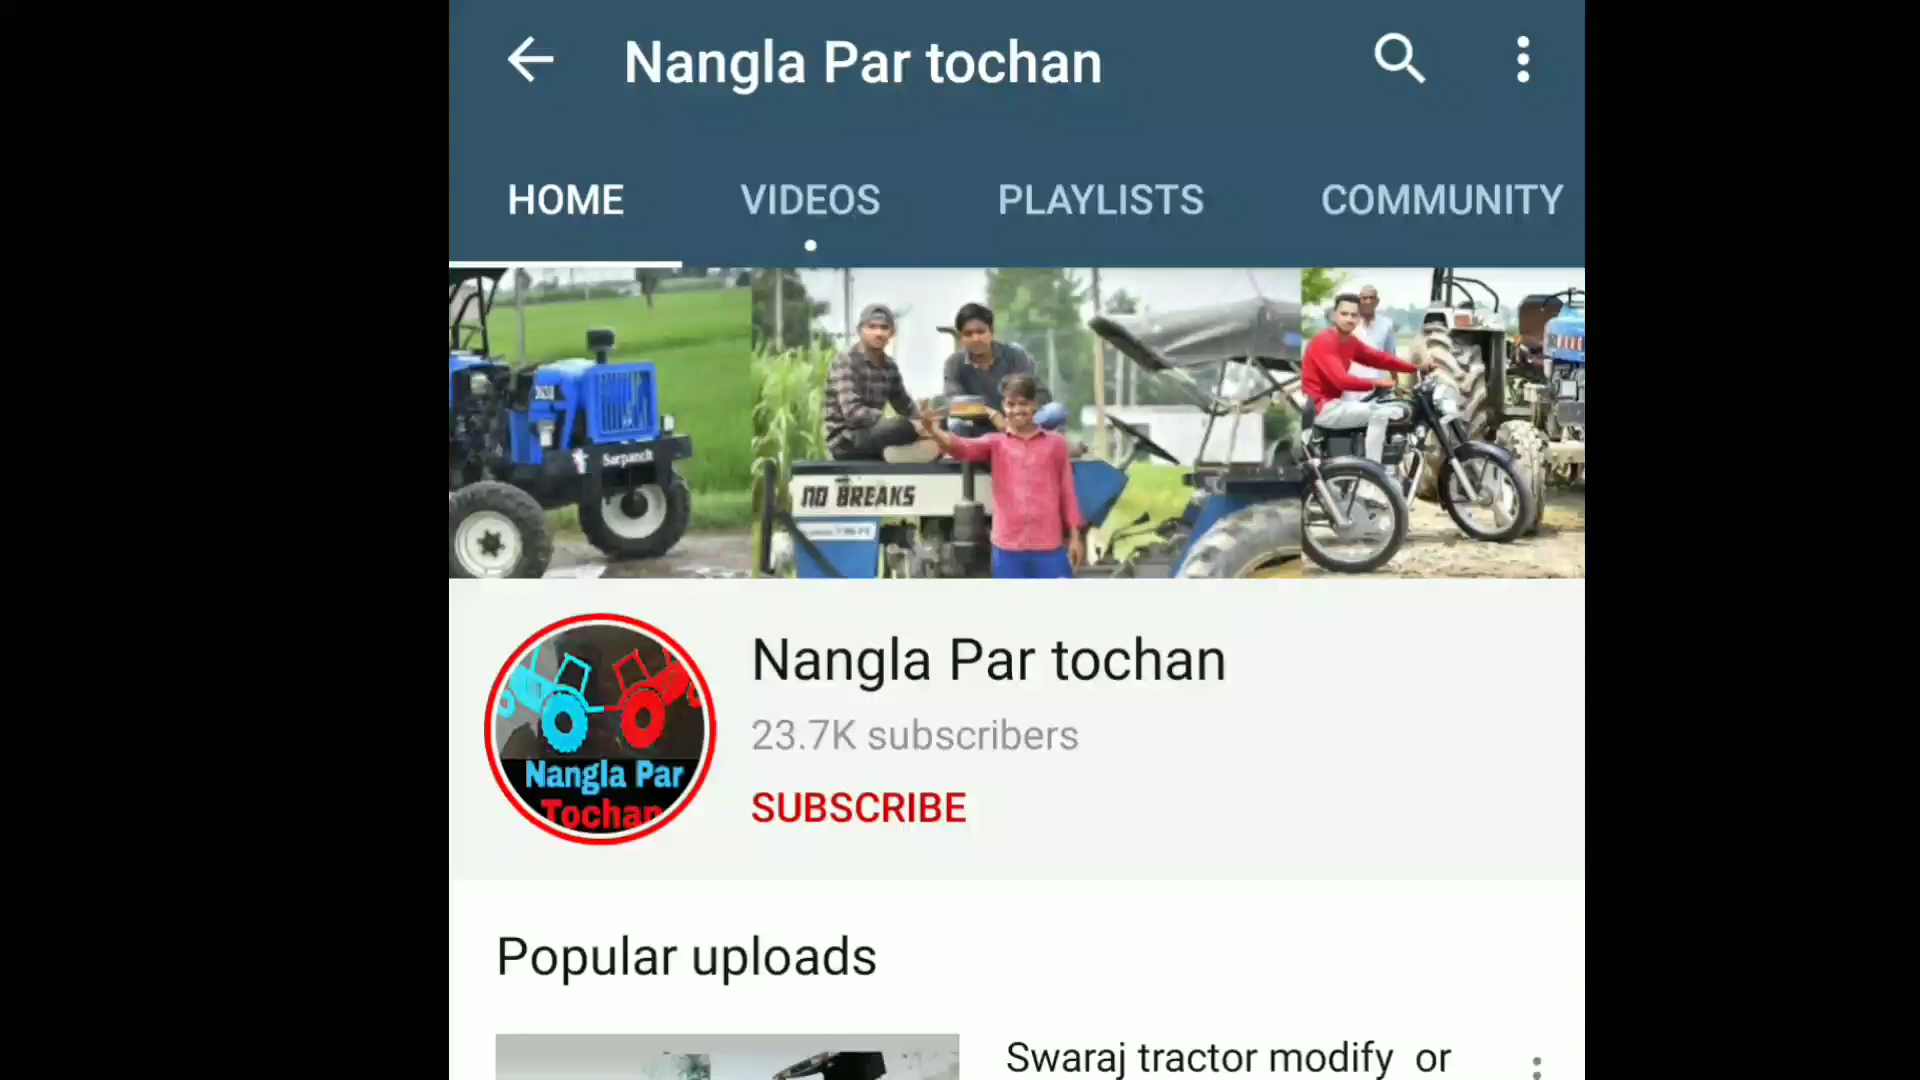 Nangla Par tochan
HOME VIDEOS PLAYLISTS COMMUNITY
Sarpanch
NO BREAKS
Nangla Par tochan
23.7K subscribers
SUBSCRIBE
Nangla Par
Tochan
Popular uploads
Swaraj tractor modify or